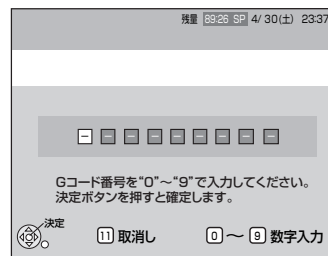 残量 89:26 SP 4/30(土) 23:37
- - - - - - - - -
Gコード番号を“0”～“9”で入力してください。
決定ボタンを押すと確定します。
決定
11 取消し 0 ～ 9 数字入力